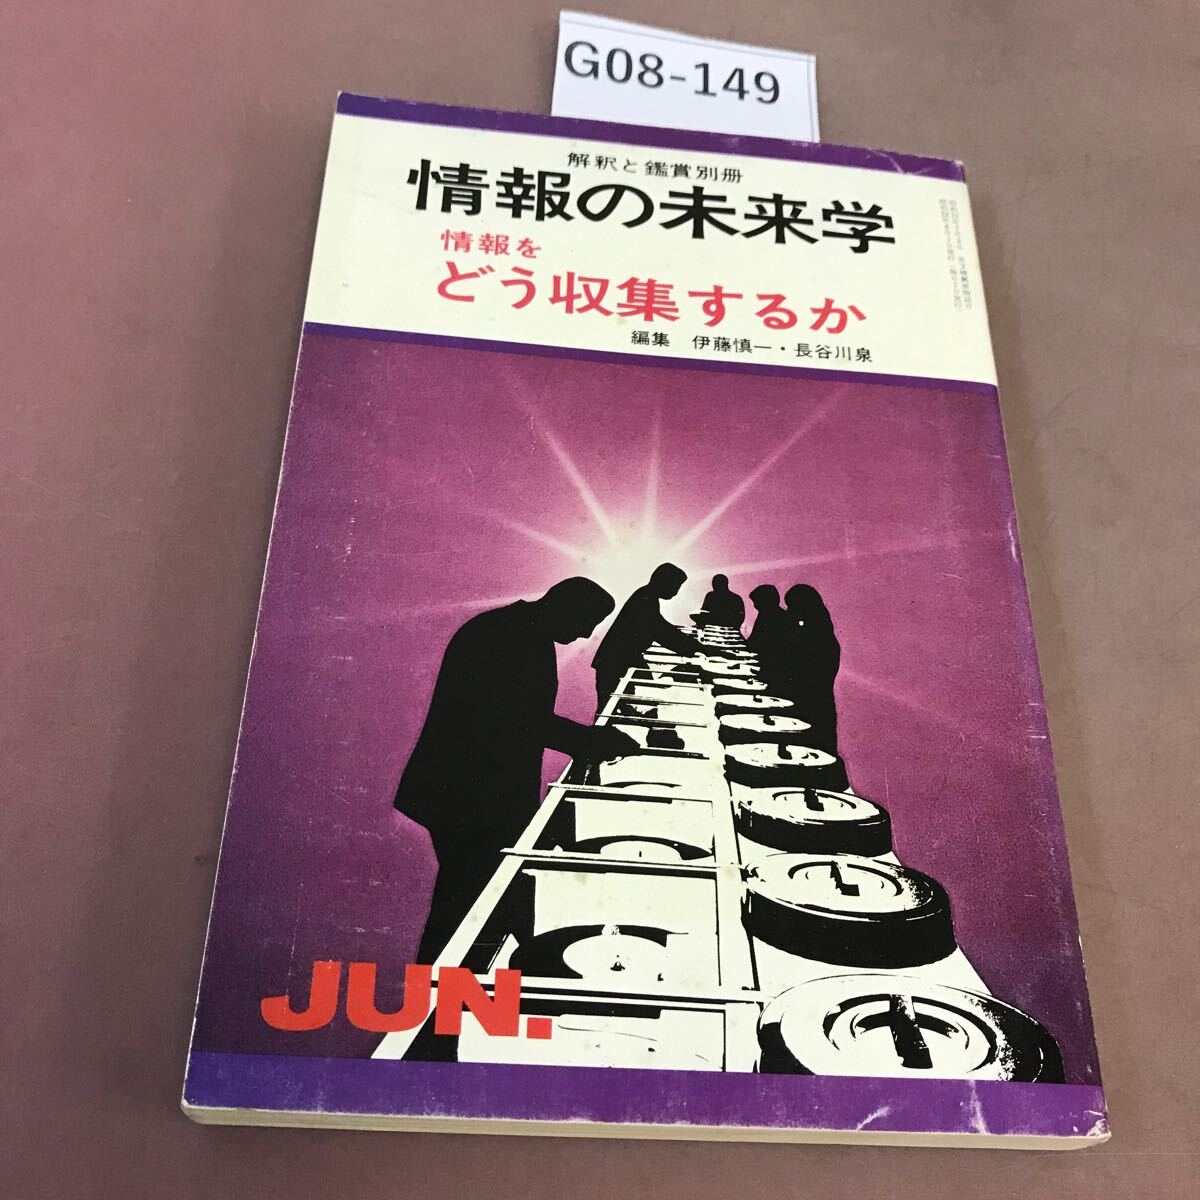 G08-149
解釈と鑑賞別冊
情報の未来学
情報を
どう収集するか
編集 伊藤慎一・長谷川泉
JUN.